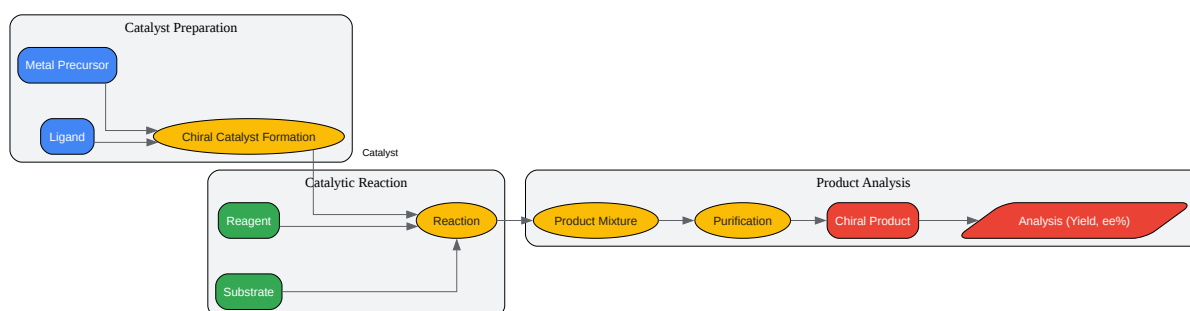 Catalyst Preparation
Metal Precursor
Ligand
Chiral Catalyst Formation
Catalyst
Catalytic Reaction
Reagent
Reaction
Substrate
Product Analysis
Product Mixture
Purification
Chiral Product
Analysis (Yield, ee%)